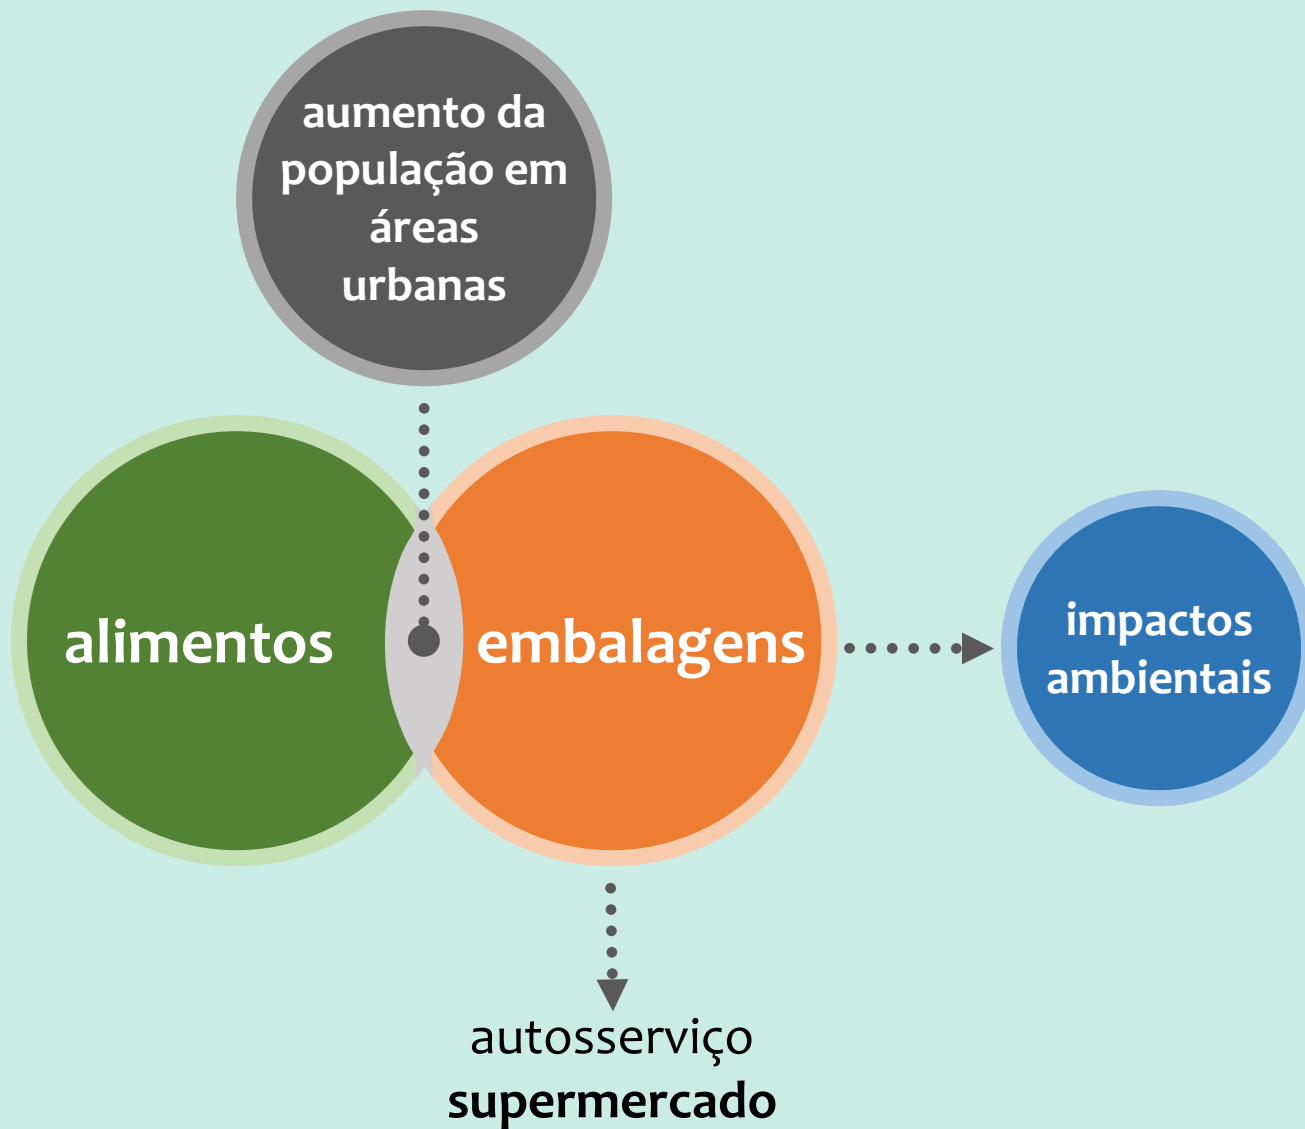 aumento da
população em
áreas
urbanas
alimentos
embalagens
impactos
ambientais
autosserviço
supermercado